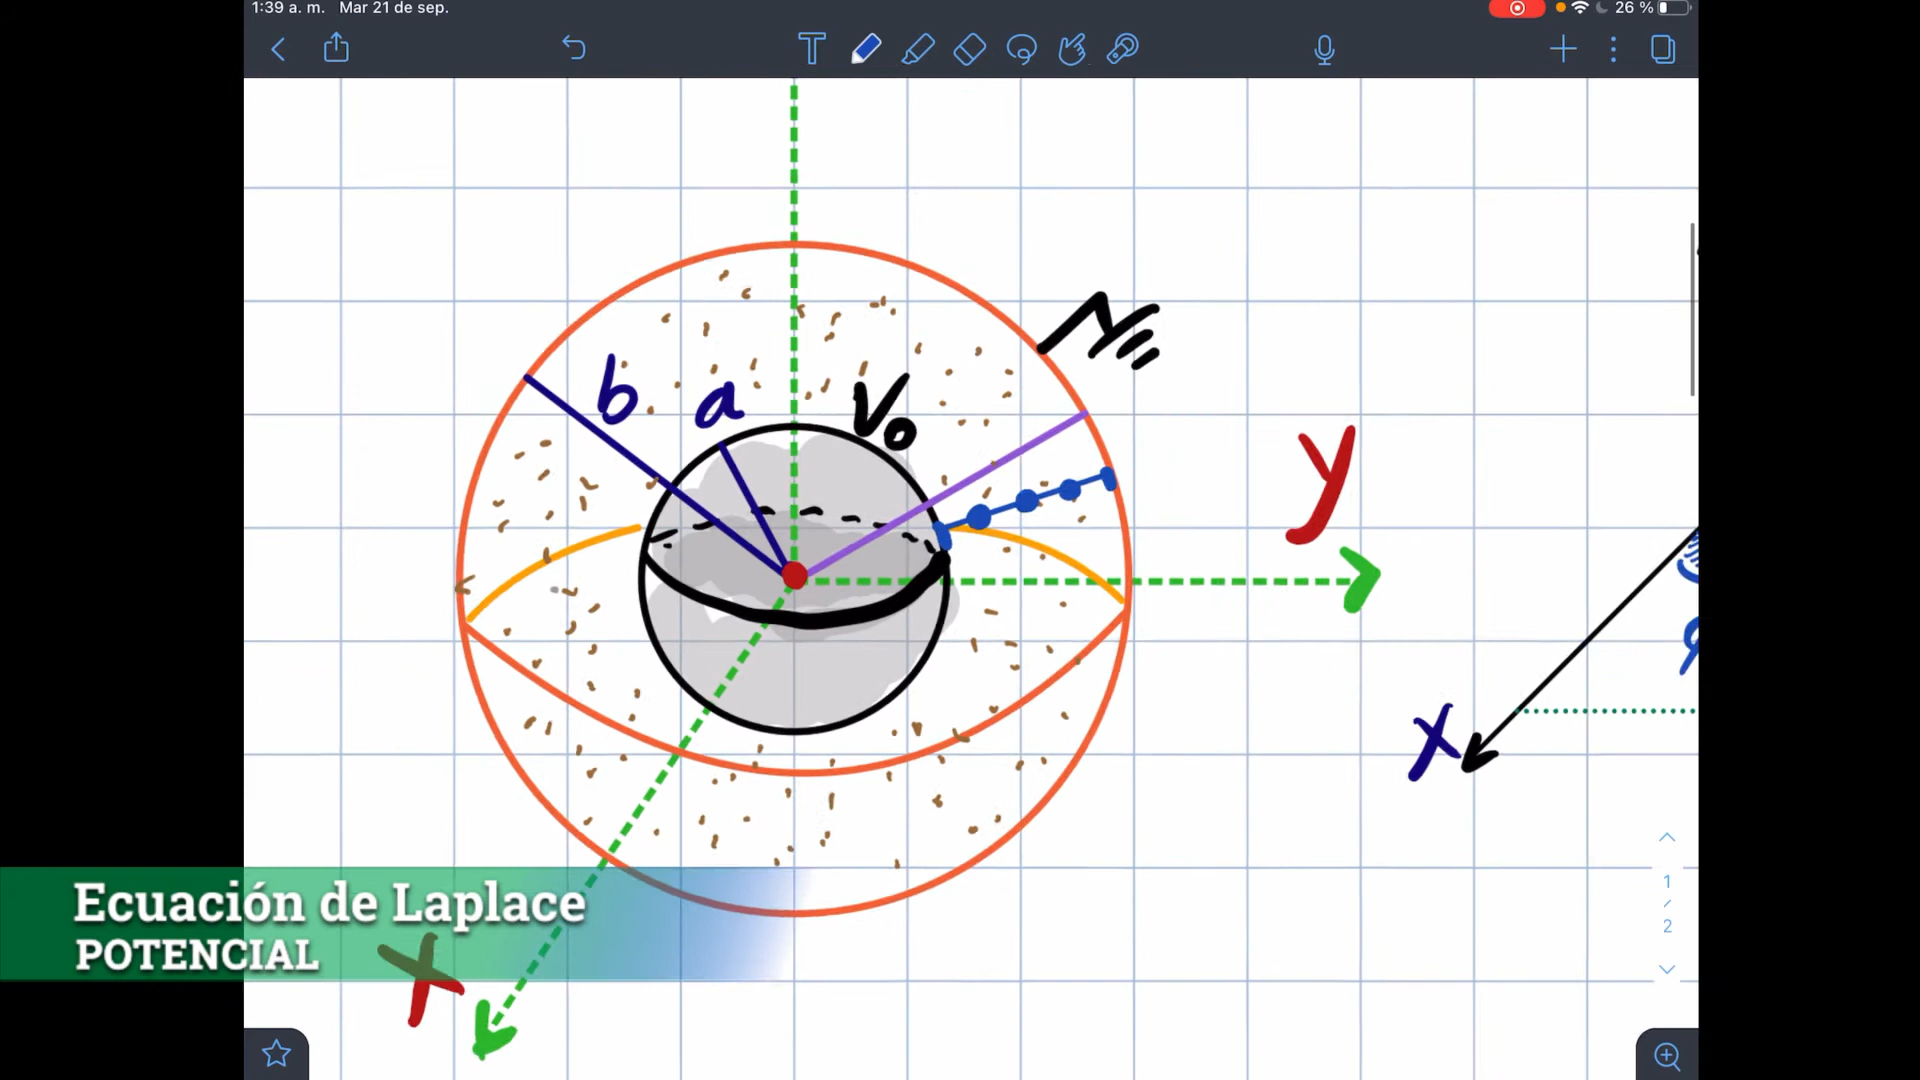 1:39 a. m. Mar 21 de sep.
26 %
T
b
a
V₀
y
x
1
/
2
Ecuación de Laplace
POTENCIAL
x